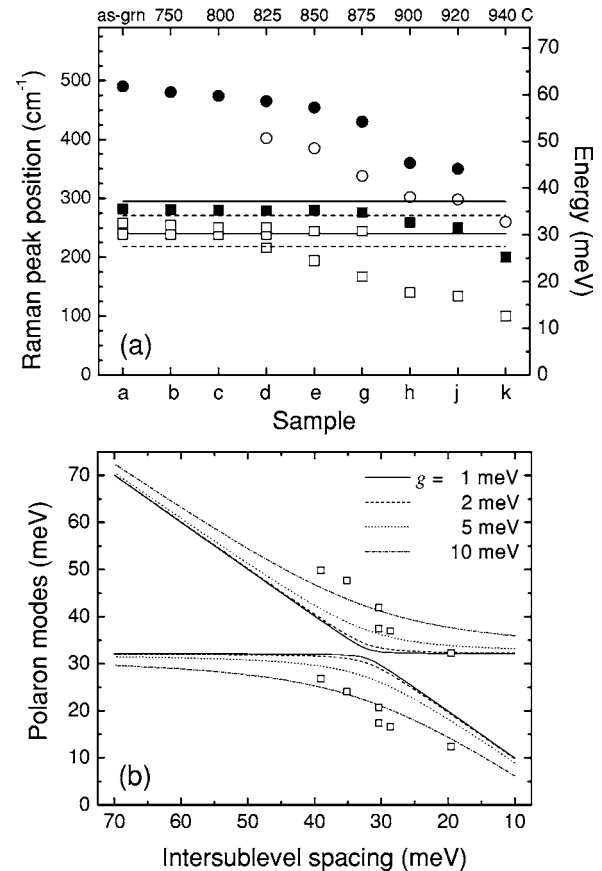 as-grn 750 800 825 850 875 900 920 940 C
500
400
300
200
100
0
70
60
50
40
30
20
10
0
Raman peak position (cm⁻¹)
Energy (meV)
(a)
a b c d e g h j k
Sample
70
60
50
40
30
20
10
0
Polaron modes (meV)
g = 1 meV
2 meV
5 meV
10 meV
(b)
70 60 50 40 30 20 10
Intersublevel spacing (meV)